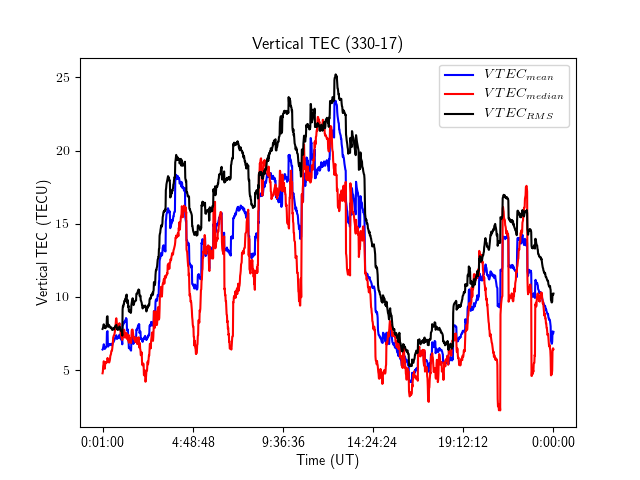 Vertical TEC (330-17)
VTEC_mean
VTEC_median
VTEC_RMS
25
20
15
10
5
Vertical TEC (TECU)
0:01:00 4:48:48 9:36:36 14:24:24 19:12:12 0:00:00
Time (UT)